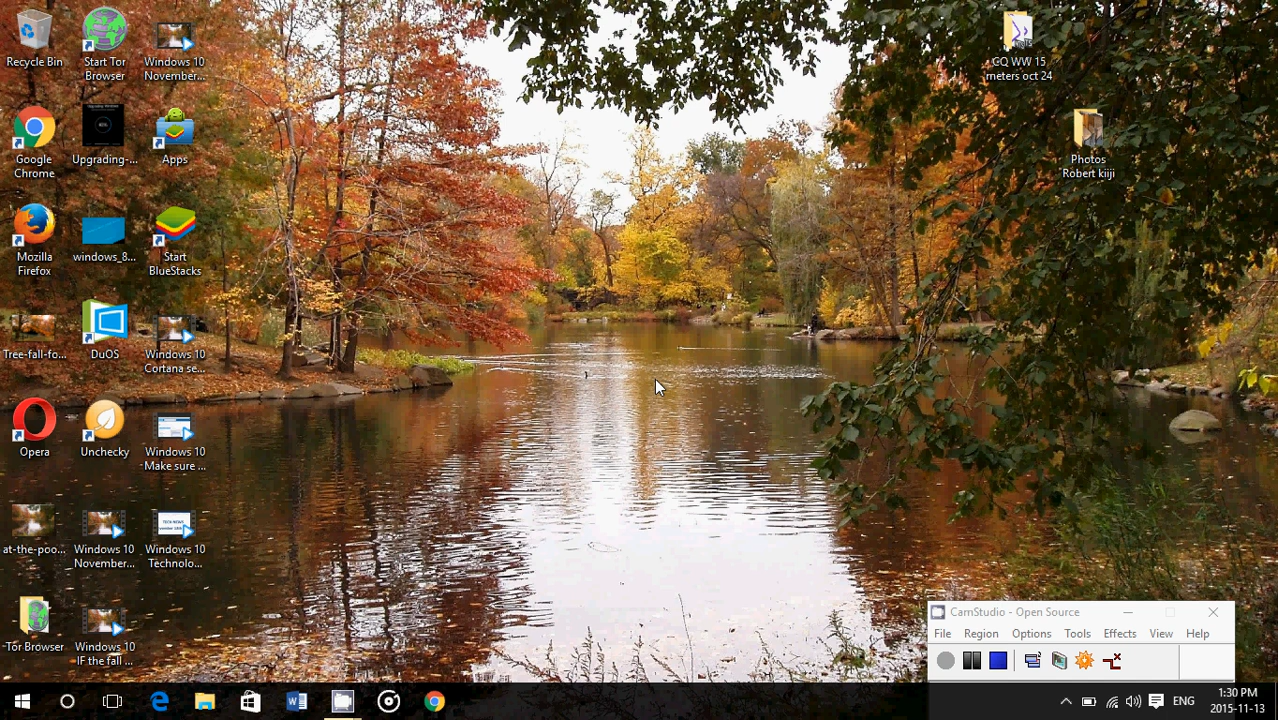 Recycle Bin
Start Tor
Browser
Windows 10
November...
Google
Chrome
Upgrading-...
Apps
Mozilla
Firefox
windows_8...
Start
BlueStacks
Tree-fall-fo...
DuOS
Windows 10
Cortana se...
Opera
Unchecky
Windows 10
Make sure ...
at-the-poo...
Windows 10
November...
TECH NEWS
Windows 10
Technolo...
Tor Browser
Windows 10
IF the fall ...
CQ WW 15
meters oct 24
Photos
Robert kiiji
CamStudio - Open Source
File Region Options Tools Effects View Help
ENG
1:30 PM
2015-11-13